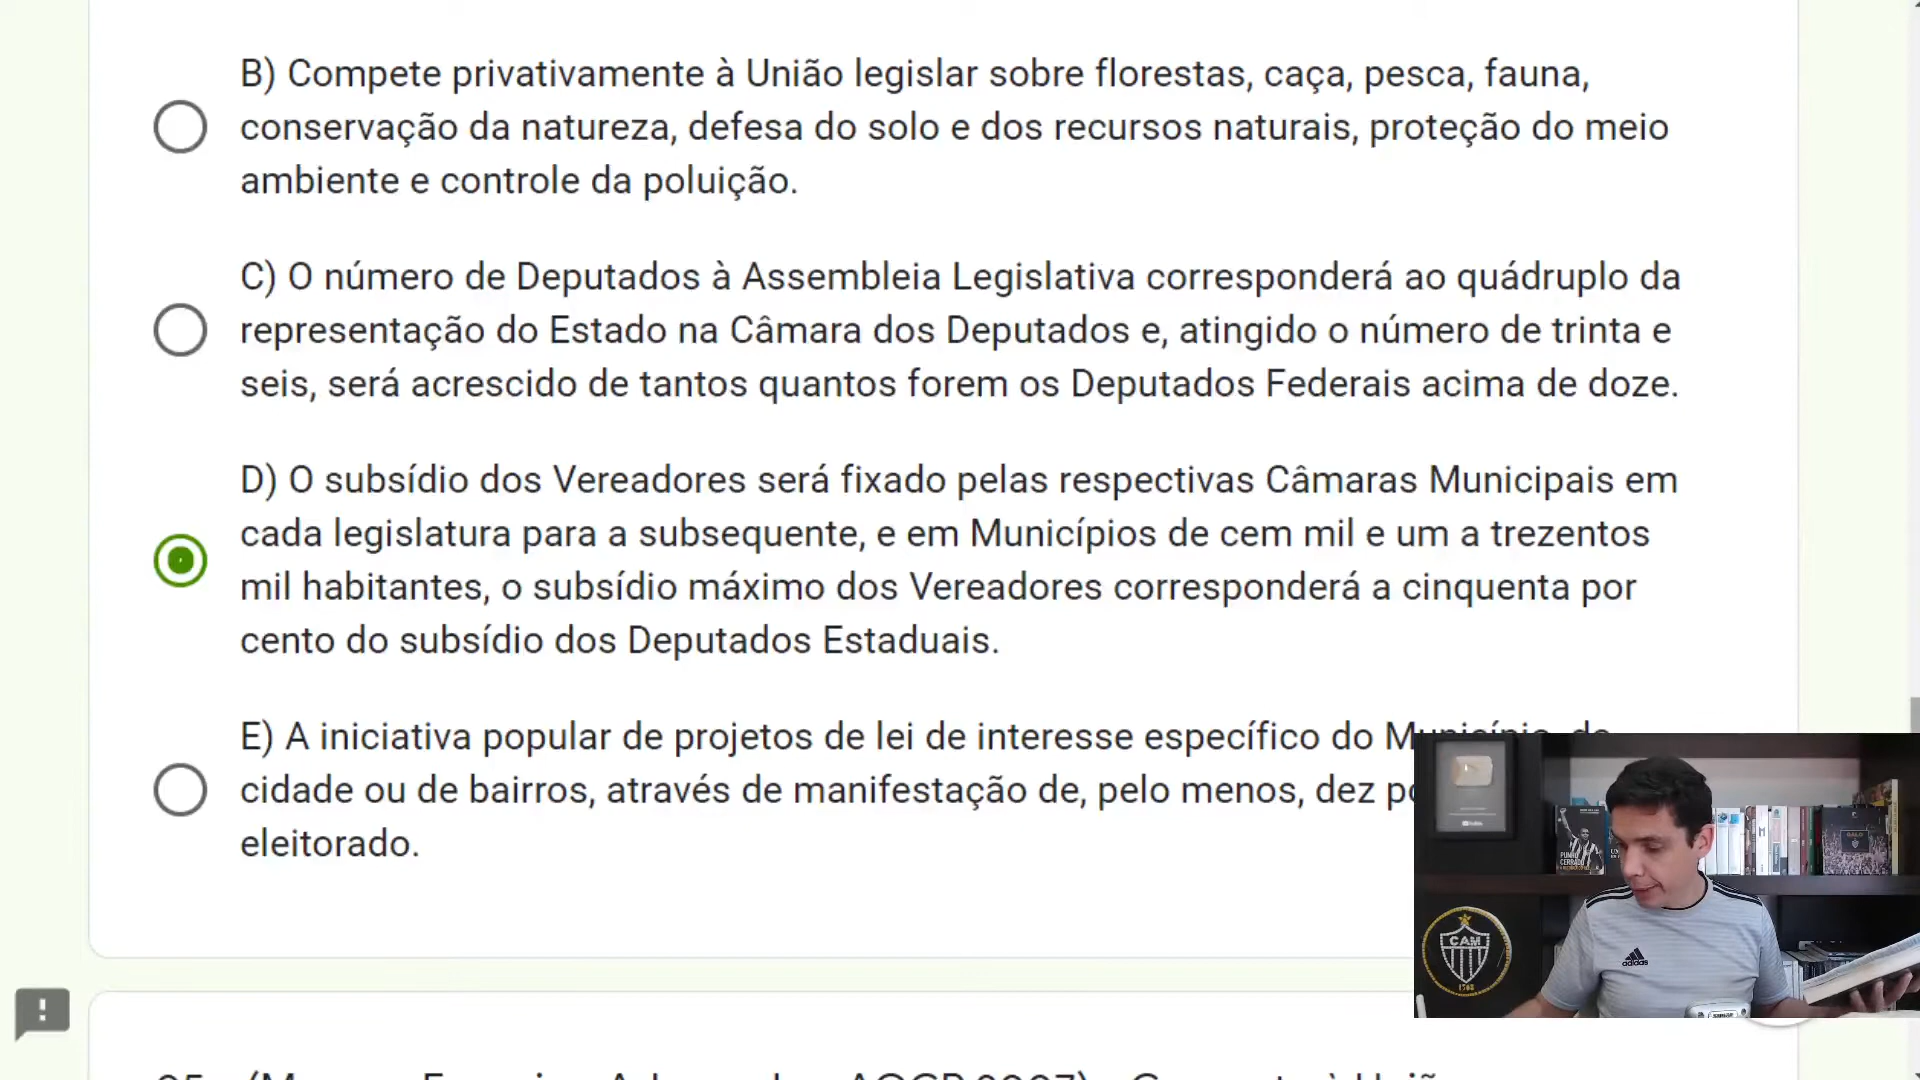 B) Compete privativamente à União legislar sobre florestas, caça, pesca, fauna,
conservação da natureza, defesa do solo e dos recursos naturais, proteção do meio
ambiente e controle da poluição.
C) O número de Deputados à Assembleia Legislativa corresponderá ao quádruplo da
representação do Estado na Câmara dos Deputados e, atingido o número de trinta e
seis, será acrescido de tantos quantos forem os Deputados Federais acima de doze.
D) O subsídio dos Vereadores será fixado pelas respectivas Câmaras Municipais em
cada legislatura para a subsequente, e em Municípios de cem mil e um a trezentos
mil habitantes, o subsídio máximo dos Vereadores corresponderá a cinquenta por
cento do subsídio dos Deputados Estaduais.
E) A iniciativa popular de projetos de lei de interesse específico do
cidade ou de bairros, através de manifestação de, pelo menos, dez
eleitorado.
PUNHO
CERRADO
CAM
adidas